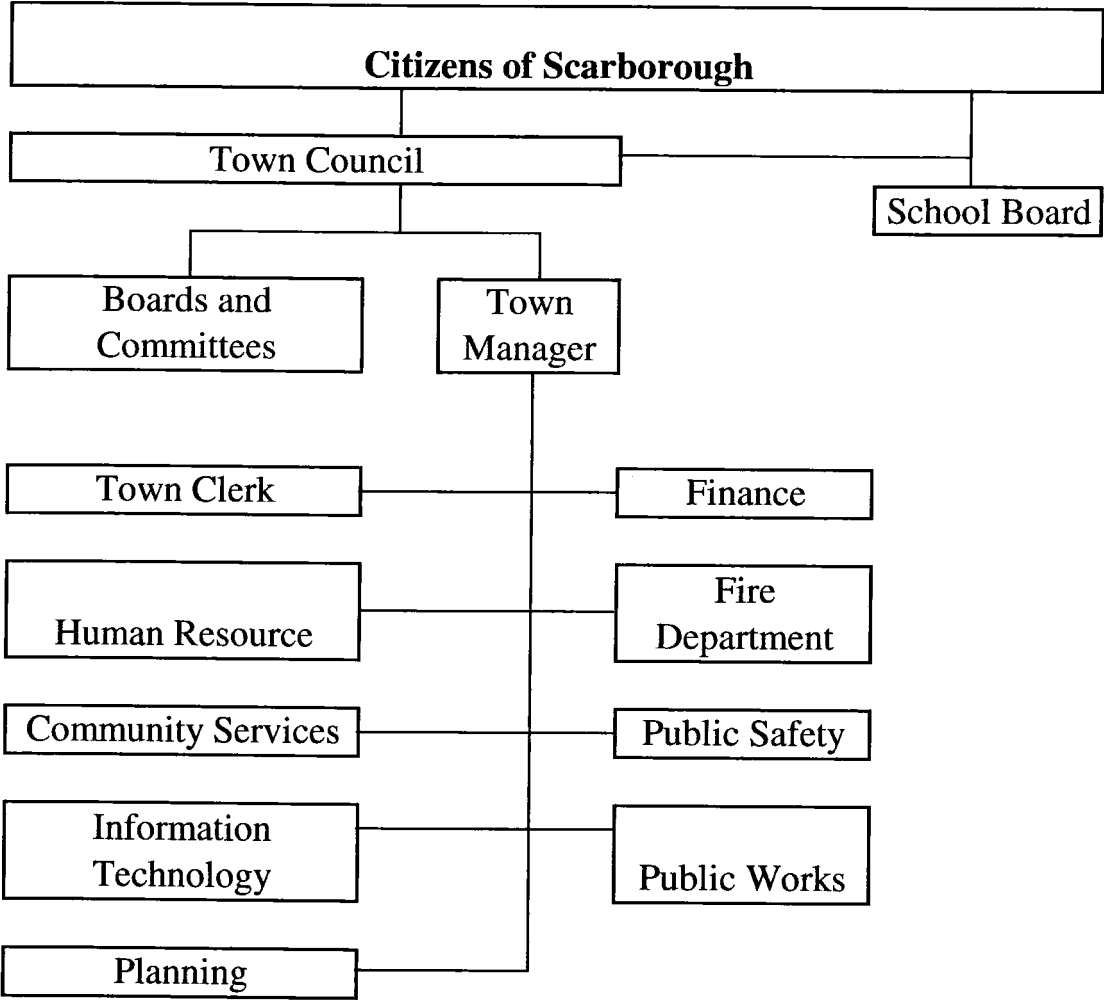 Citizens of Scarborough
Town Council
School Board
Boards and
Committees
Town
Manager
Town Clerk
Finance
Human Resource
Fire
Department
Community Services
Public Safety
Information
Technology
Public Works
Planning